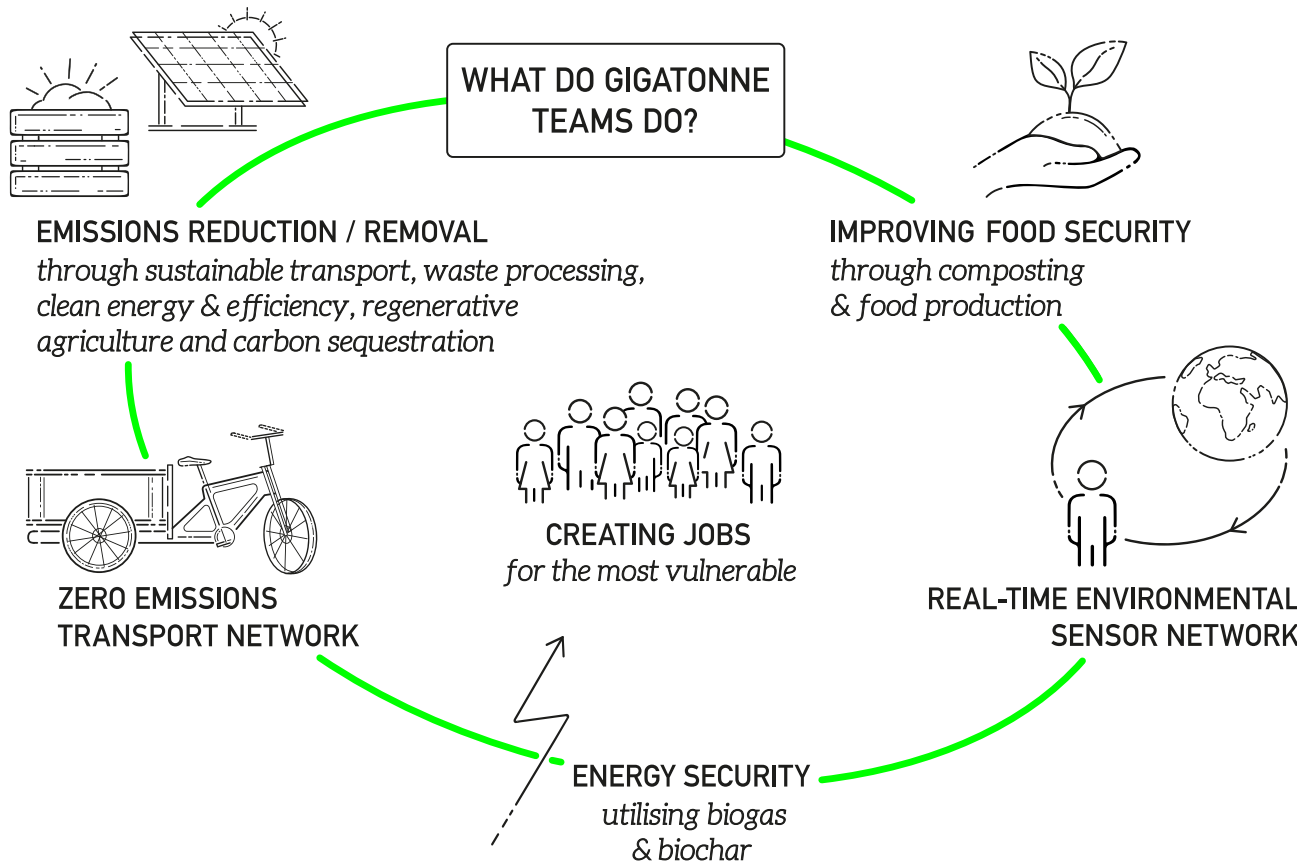 WHAT DO GIGATONNE
TEAMS DO?
EMISSIONS REDUCTION / REMOVAL
through sustainable transport, waste processing,
clean energy & efficiency, regenerative
agriculture and carbon sequestration
IMPROVING FOOD SECURITY
through composting
& food production
CREATING JOBS
for the most vulnerable
ZERO EMISSIONS
TRANSPORT NETWORK
REAL-TIME ENVIRONMENTAL
SENSOR NETWORK
ENERGY SECURITY
utilising biogas
& biochar